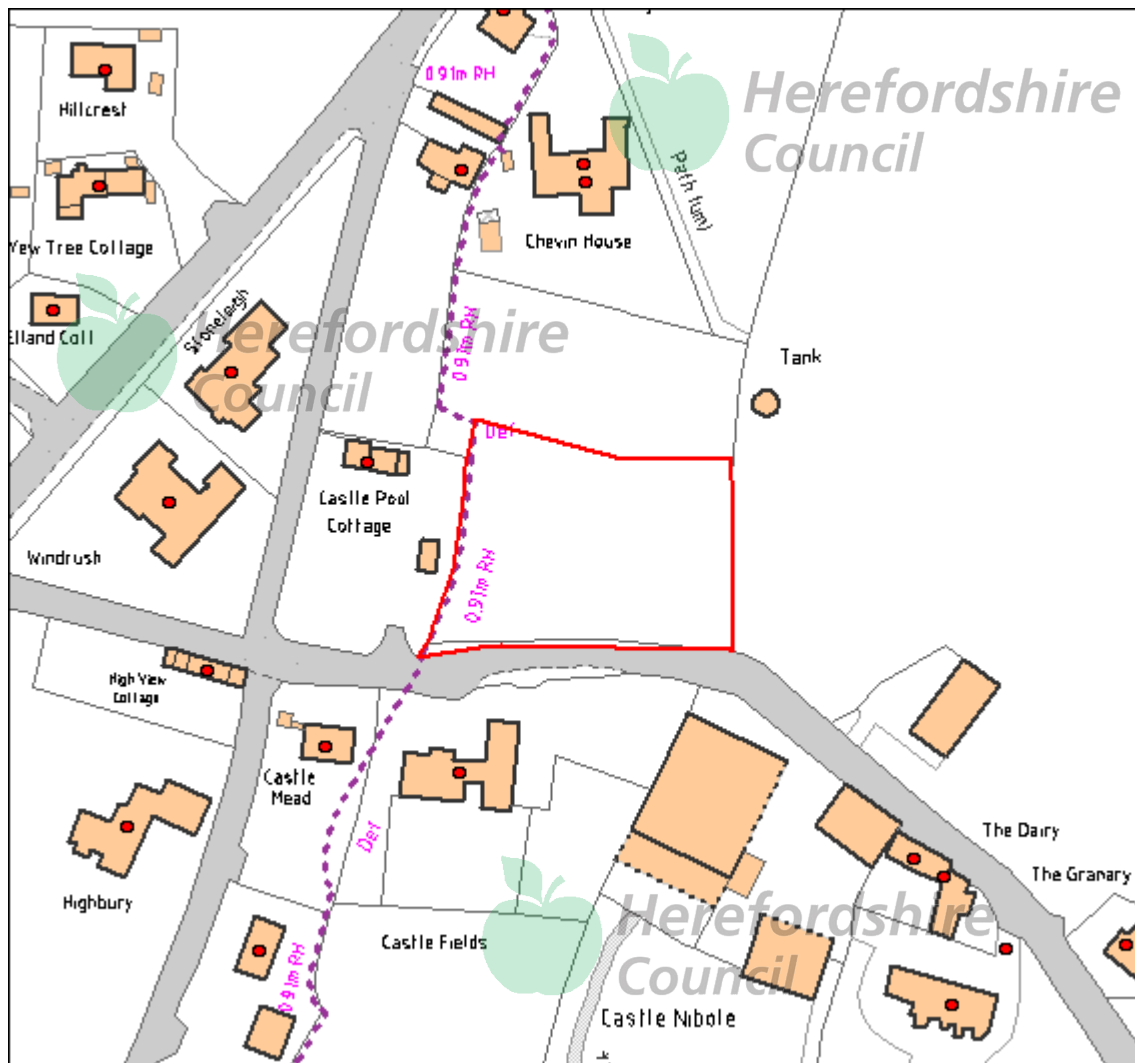 0.91m RH
Herefordshire
Council
Hillcrest
Path (um)
Yew Tree Collage
Chevin House
Elland Coll
Stoneleigh
Herefordshire
Council
0.91m RH
Tank
Def
Castle Pool
Cottage
Windrush
0.91m RH
High View
Collage
Castle
Mead
Def
The Dairy
The Granary
Highbury
Castle Fields
Herefordshire
Council
0.91m RH
Castle Nibole